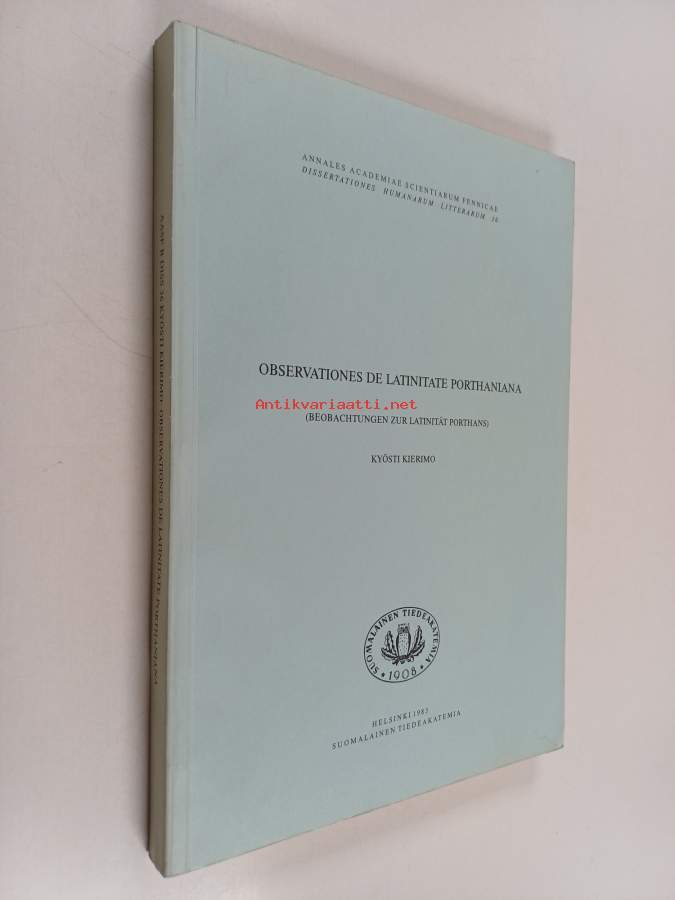 ANNALES ACADEMIAE SCIENTIARUM FENNICAE
DISSERTATIONES HUMANARUM LITTERARUM 36
OBSERVATIONES DE LATINITATE PORTHANIANA
Antikvariaatti.net
(BEOBACHTUNGEN ZUR LATINITÄT PORTHANS)
KYÖSTI KIERIMO
SUOMALAINEN TIEDEAKATEMIA
• 1908 •
HELSINKI 1983
SUOMALAINEN TIEDEAKATEMIA
KYÖSTI KIERIMO OBSERVATIONES DE LATINITATE PORTHANIANA